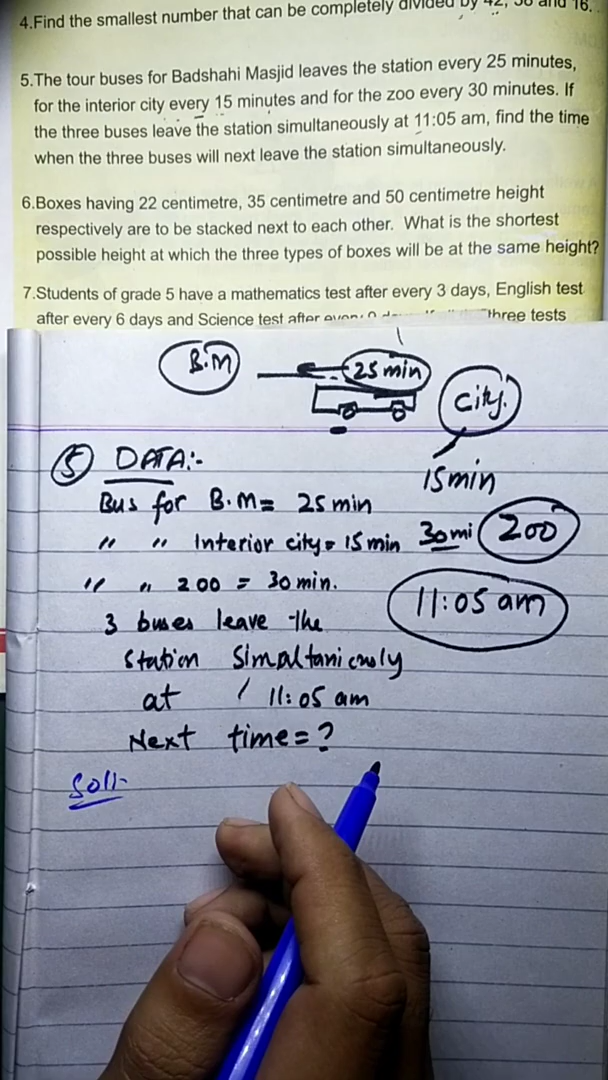 4.Find the smallest number that can be completely divided by 42, 56 and 16.
5.The tour buses for Badshahi Masjid leaves the station every 25 minutes,
for the interior city every 15 minutes and for the zoo every 30 minutes. If
the three buses leave the station simultaneously at 11:05 am, find the time
when the three buses will next leave the station simultaneously.
6.Boxes having 22 centimetre, 35 centimetre and 50 centimetre height
respectively are to be stacked next to each other. What is the shortest
possible height at which the three types of boxes will be at the same height?
7.Students of grade 5 have a mathematics test after every 3 days, English test
after every 6 days and Science test after every three tests
B.M 25 min
city.
15 min
5 DATA:-
Bus for B.M = 25 min
" " Interior city = 15 min 30 mi zoo
" " zoo = 30 min.
11:05 am
3 buses leave the
station Simpaltaniously
at 11:05 am
Next time = ?
Sol:-